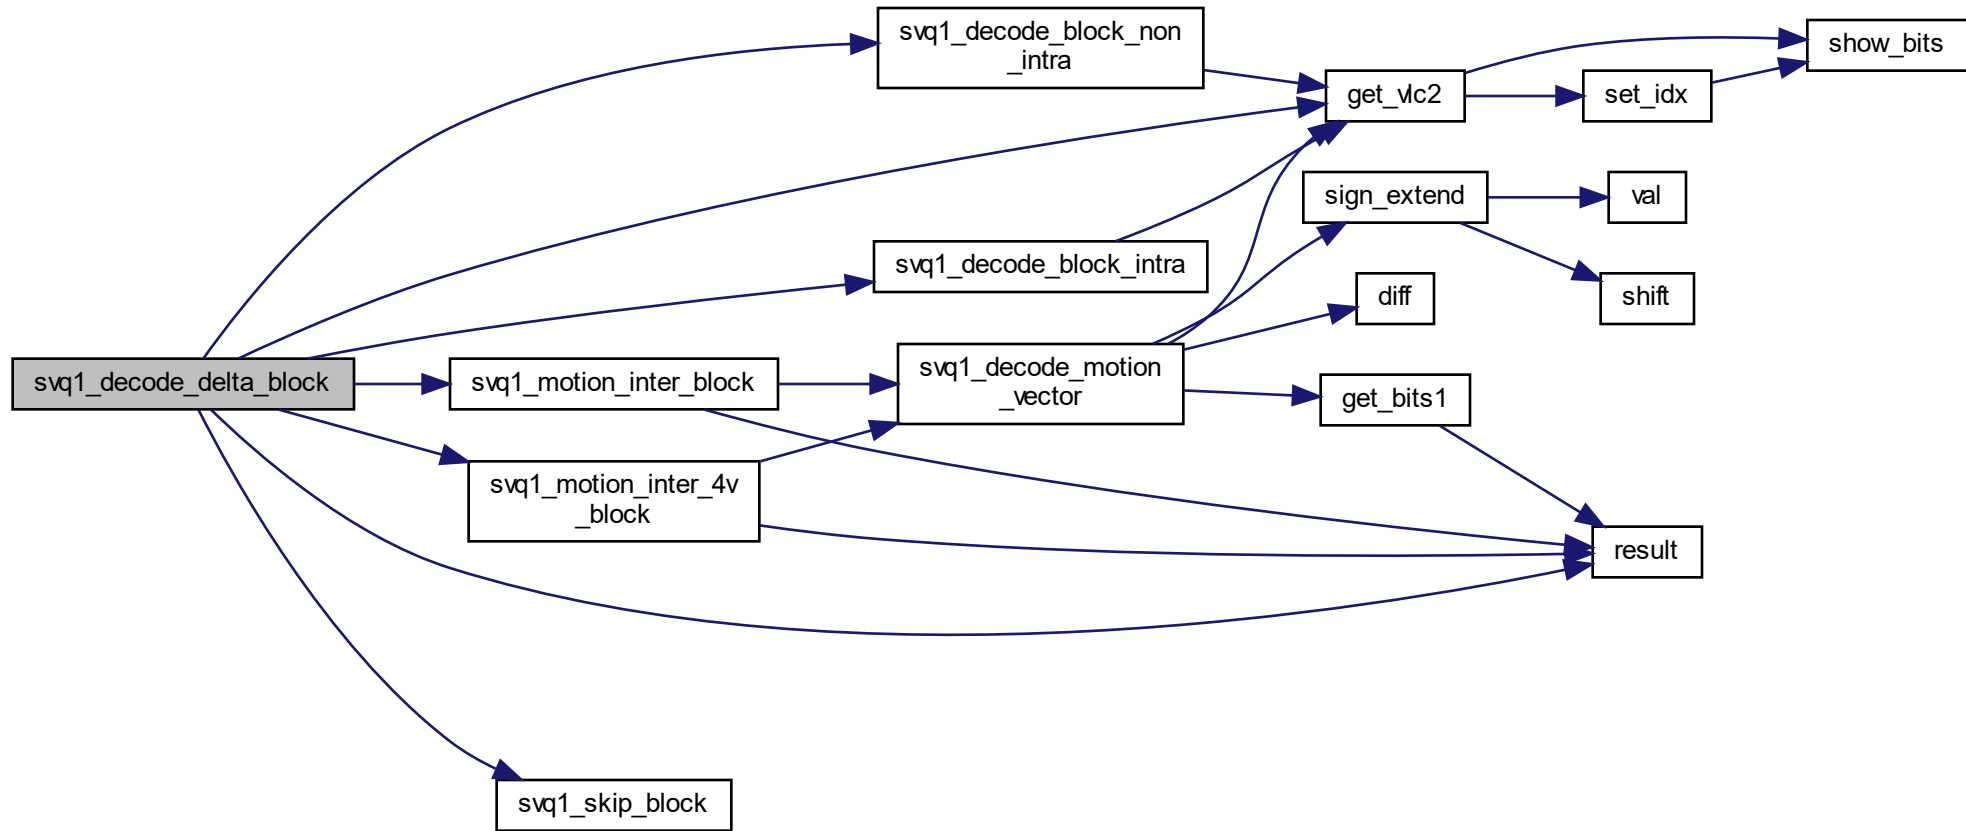 svq1_decode_block_non
_intra
show_bits
get_vlc2
set_idx
sign_extend
val
svq1_decode_block_intra
diff
shift
svq1_decode_delta_block
svq1_motion_inter_block
svq1_decode_motion
_vector
get_bits1
svq1_motion_inter_4v
_block
result
svq1_skip_block